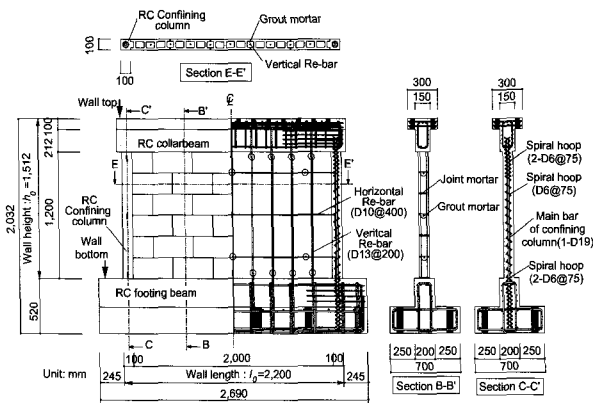 RC Confiining
column
Grout mortar
100
Vertical Re-bar
100
Section E-E'
Wall top
C'
B'
℄
300
150
300
150
100
RC collarbeam
212
E
E'
Spiral hoop
(2-D6@75)
2,032
Wall height :h0=1,512
1,200
Joint mortar
Spiral hoop
(D6@75)
RC
Confining
column
Horizontal
Re-bar
(D10@400)
Grout mortar
Main bar
of confining
column(1-D19)
Wall
bottom
Veritcal
Re-bar
(D13@200)
Spiral hoop
(2-D6@75)
RC footing beam
520
C
B
100
2,000
100
250 200 250
250 200 250
Unit: mm
245
Wall length : l0=2,200
245
700
700
2,690
Section B-B'
Section C-C'